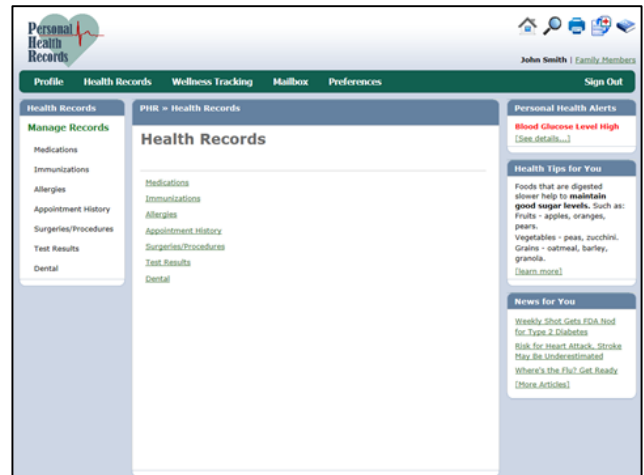 Personal
Health
Records
John Smith | Family Members
Profile Health Records Wellness Tracking Mailbox Preferences Sign Out
Health Records
Manage Records
Medications
Immunizations
Allergies
Appointment History
Surgeries/Procedures
Test Results
Dental
PHR » Health Records
Health Records
Medications
Immunizations
Allergies
Appointment History
Surgeries/Procedures
Test Results
Dental
Personal Health Alerts
Blood Glucose Level High
[See details...]
Health Tips for You
Foods that are digested
slower help to maintain
good sugar levels. Such as:
Fruits - apples, oranges,
pears.
Vegetables - peas, zucchini.
Grains - oatmeal, barley,
granola.
[learn more]
News for You
Weekly Shot Gets FDA Nod
for Type 2 Diabetes
Risk for Heart Attack, Stroke
May Be Underestimated
Where's the Flu? Get Ready
[More Articles]